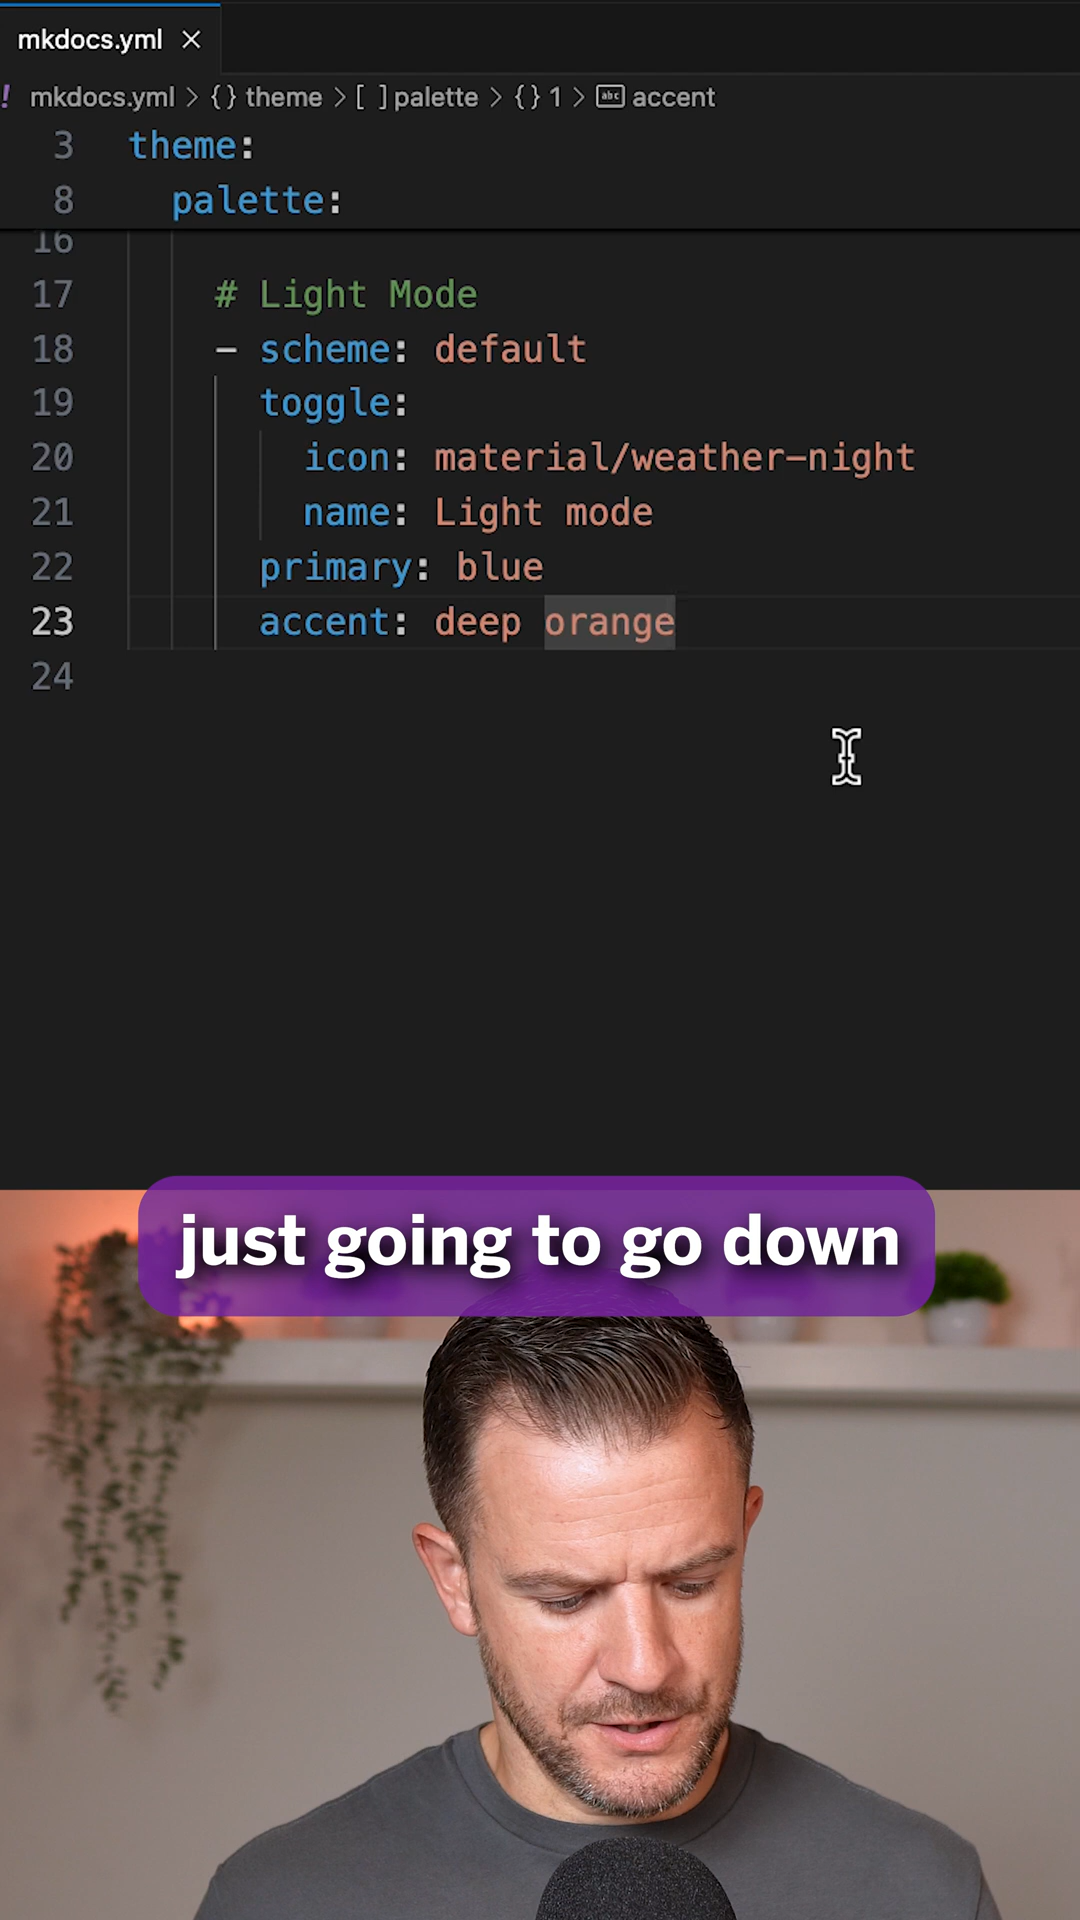 mkdocs.yml
! mkdocs.yml > {} theme > [ ] palette > {} 1 > abc accent
3 theme:
8 palette:
16
17 # Light Mode
18 - scheme: default
19 toggle:
20 icon: material/weather-night
21 name: Light mode
22 primary: blue
23 accent: deep orange
24
just going to go down